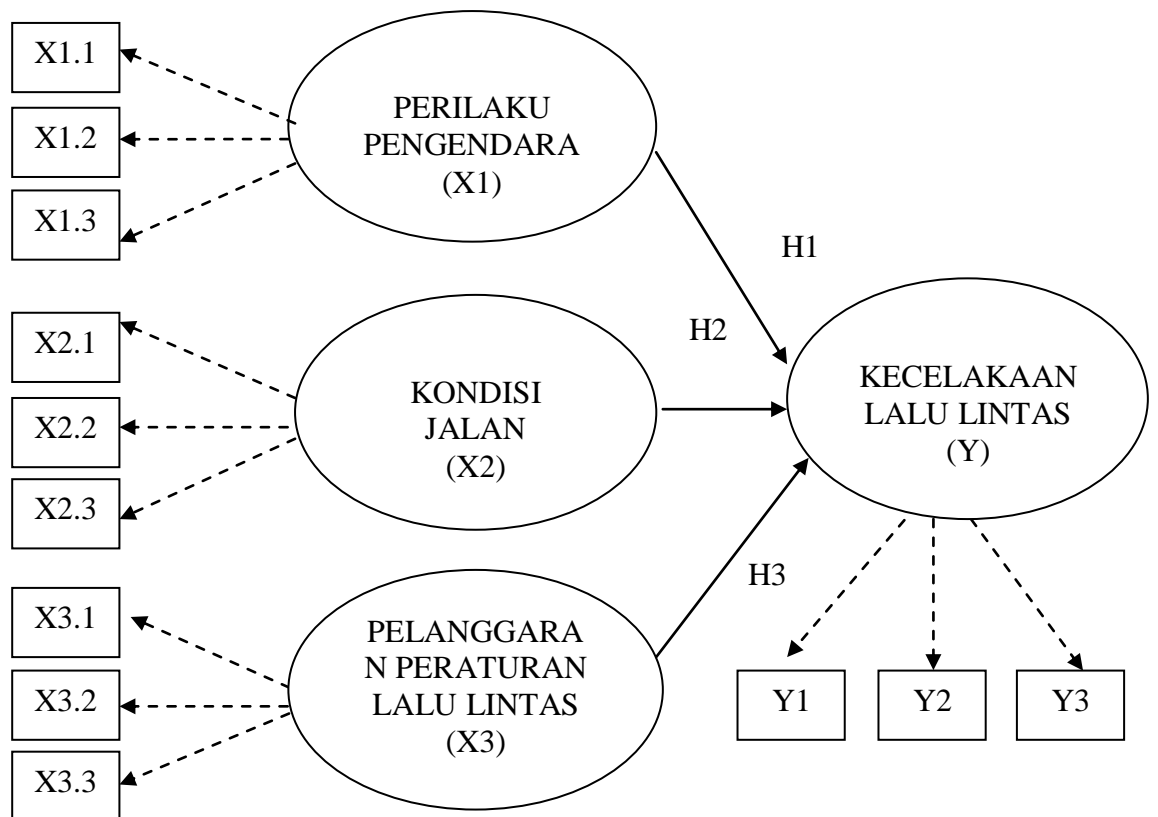 X1.1
X1.2
X1.3
PERILAKU
PENGENDARA
(X1)
H1
X2.1
X2.2
X2.3
KONDISI
JALAN
(X2)
H2
KECELAKAAN
LALU LINTAS
(Y)
X3.1
X3.2
X3.3
PELANGGARA
N PERATURAN
LALU LINTAS
(X3)
H3
Y1
Y2
Y3